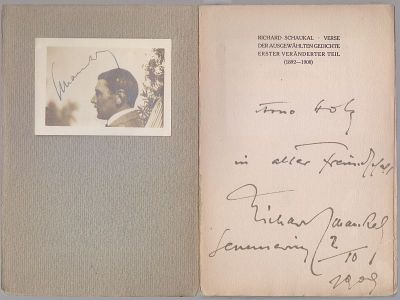 Schaukal
RICHARD SCHAUKAL · VERSE
DER AUSGEWÄHLTEN GEDICHTE
ERSTER VERÄNDERTER TEIL
(1892—1908)
Arno Holz
in alter Freundschaft
Richard Schaukal
Semmering 2/10
1909